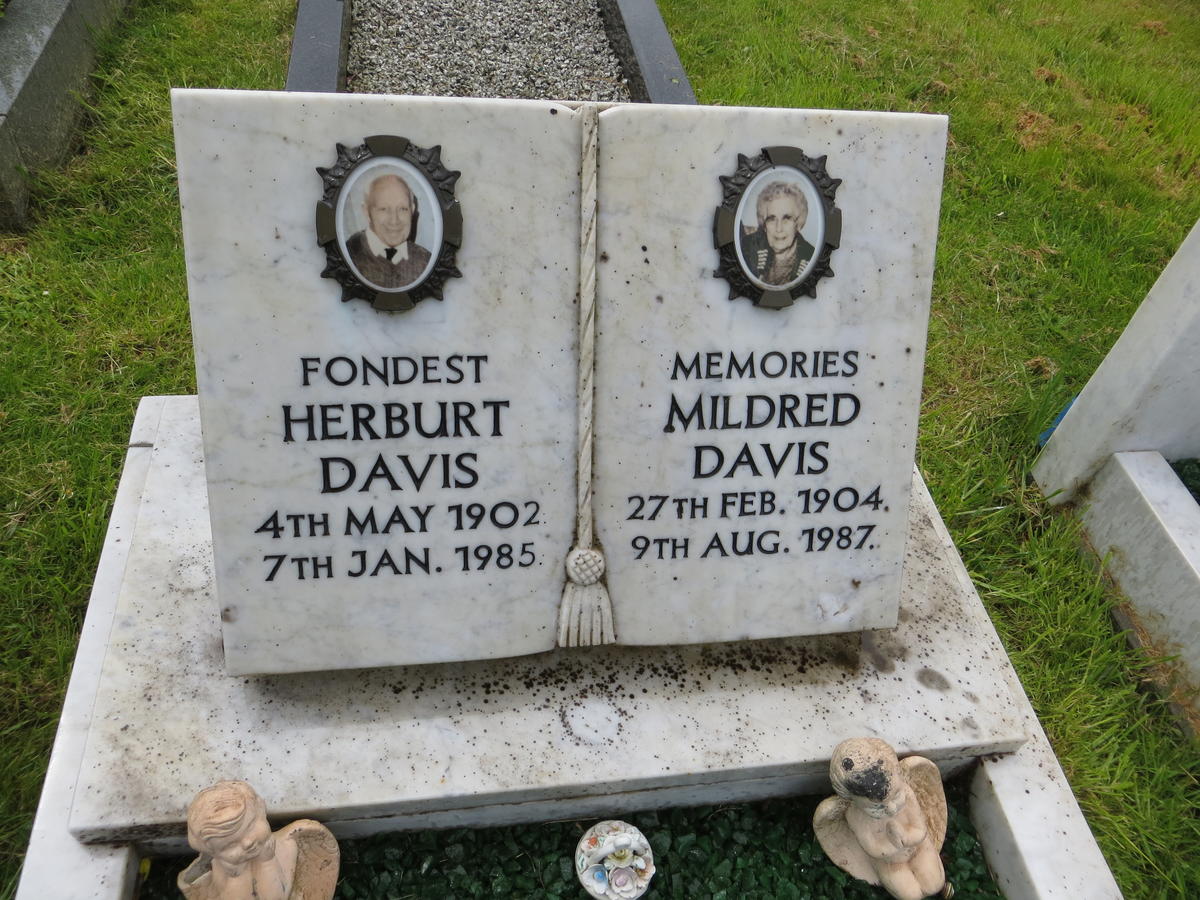 FONDEST
HERBURT
DAVIS
4TH MAY 1902
7TH JAN. 1985.
MEMORIES
MILDRED
DAVIS
27TH FEB. 1904.
9TH AUG. 1987.